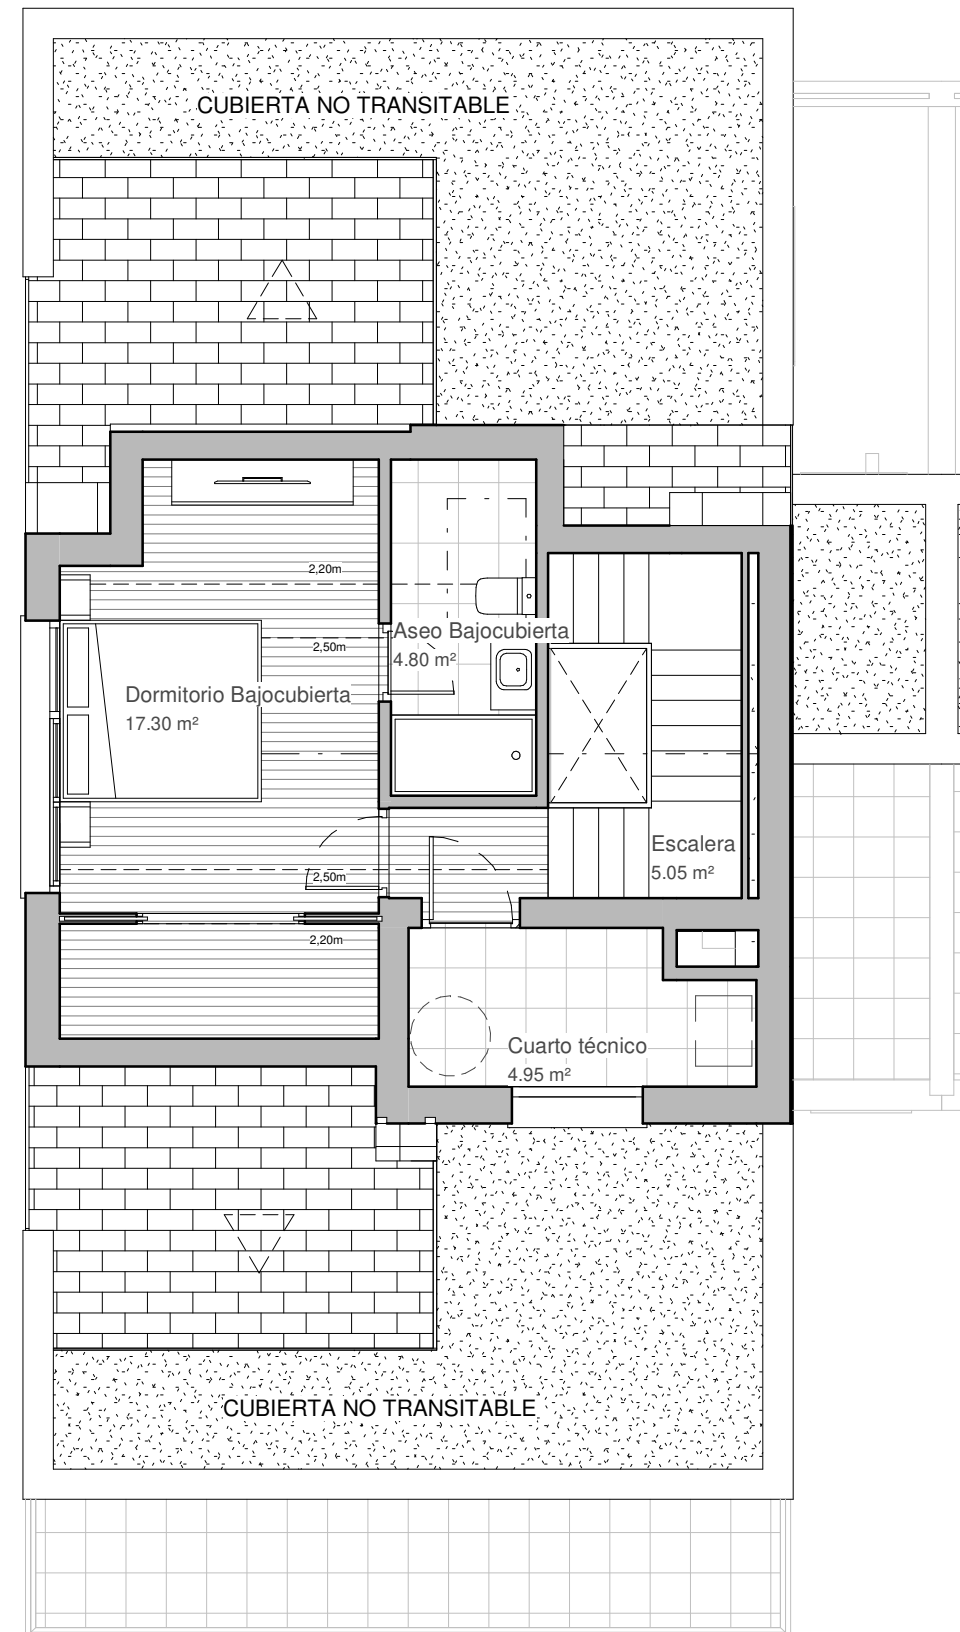 CUBIERTA NO TRANSITABLE
2,20m
Aseo Bajocubierta
4.80 m²
2,50m
Dormitorio Bajocubierta
17.30 m²
Escalera
5.05 m²
2,50m
2,20m
Cuarto técnico
4.95 m²
CUBIERTA NO TRANSITABLE